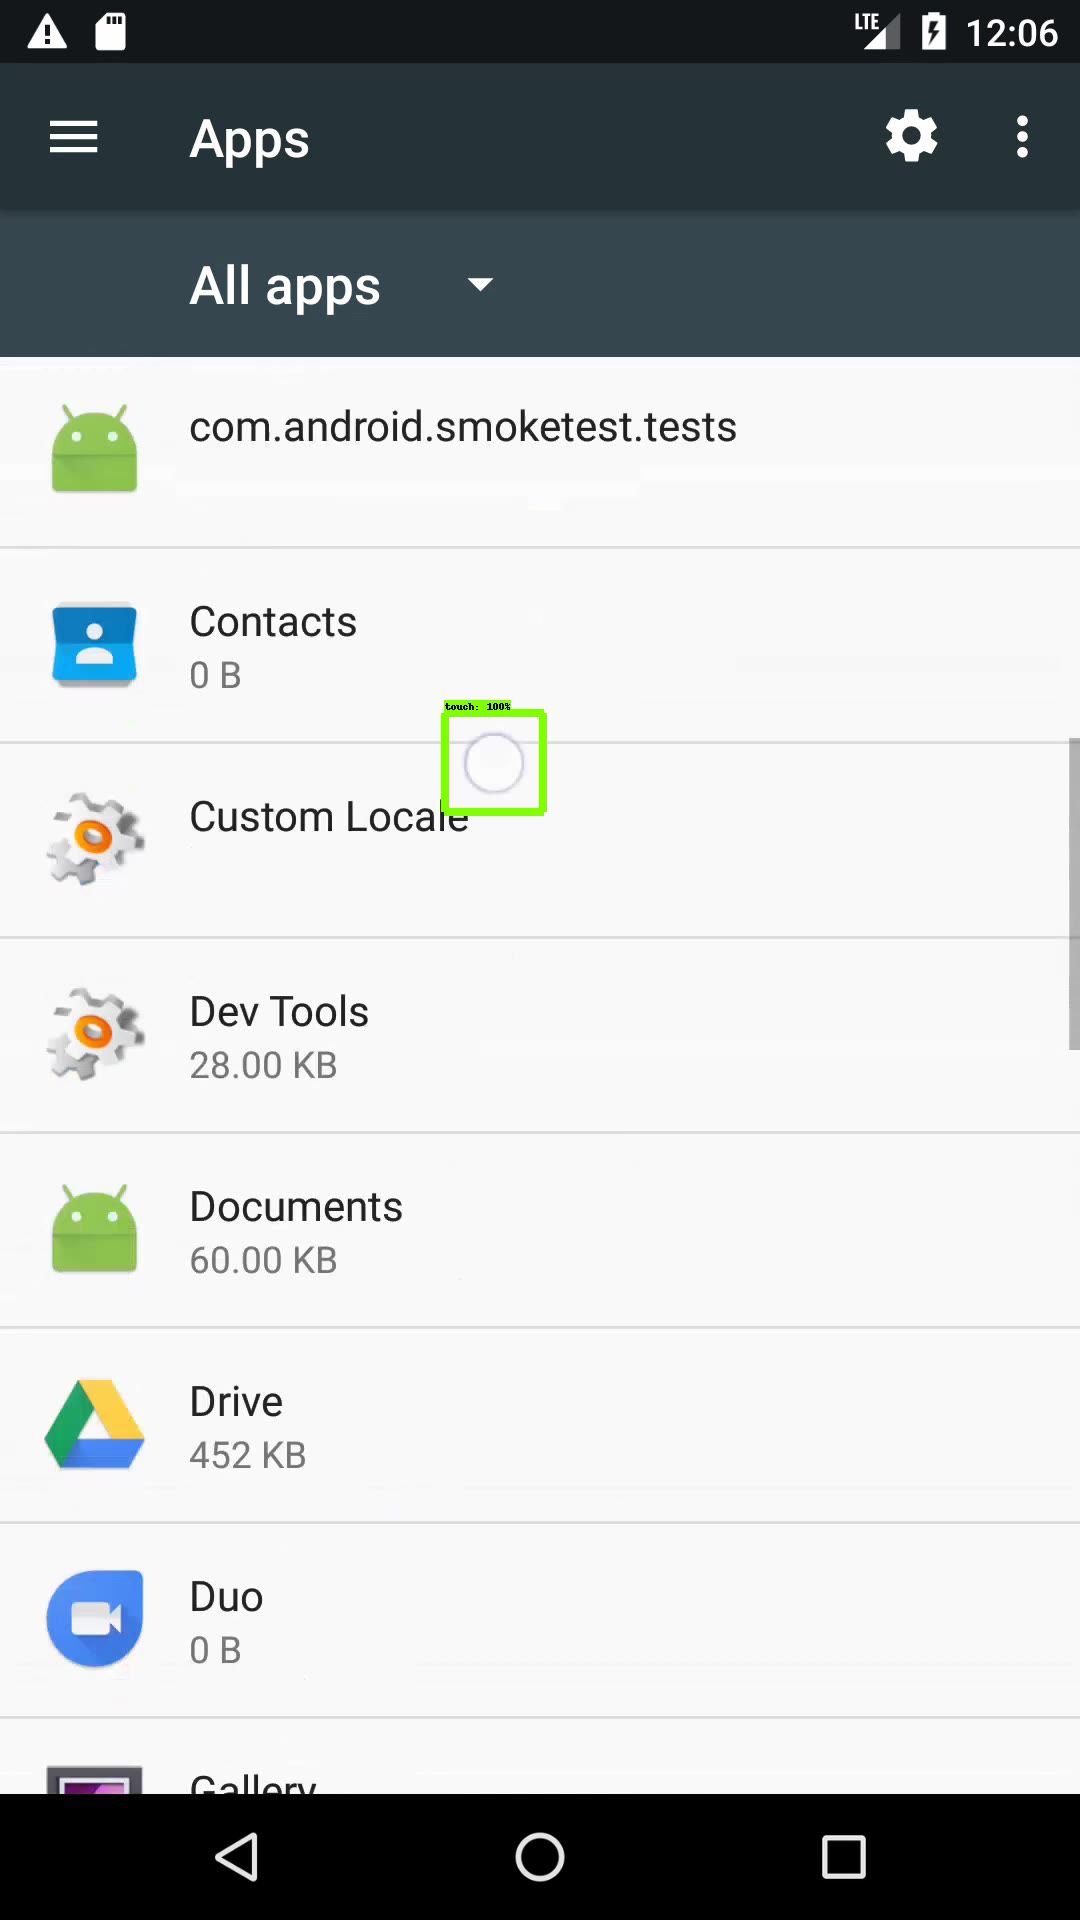 LTE 12:06
Apps
All apps
com.android.smoketest.tests
Contacts
0 B
touch: 100%
Custom Locale
Dev Tools
28.00 KB
Documents
60.00 KB
Drive
452 KB
Duo
0 B
Gallery